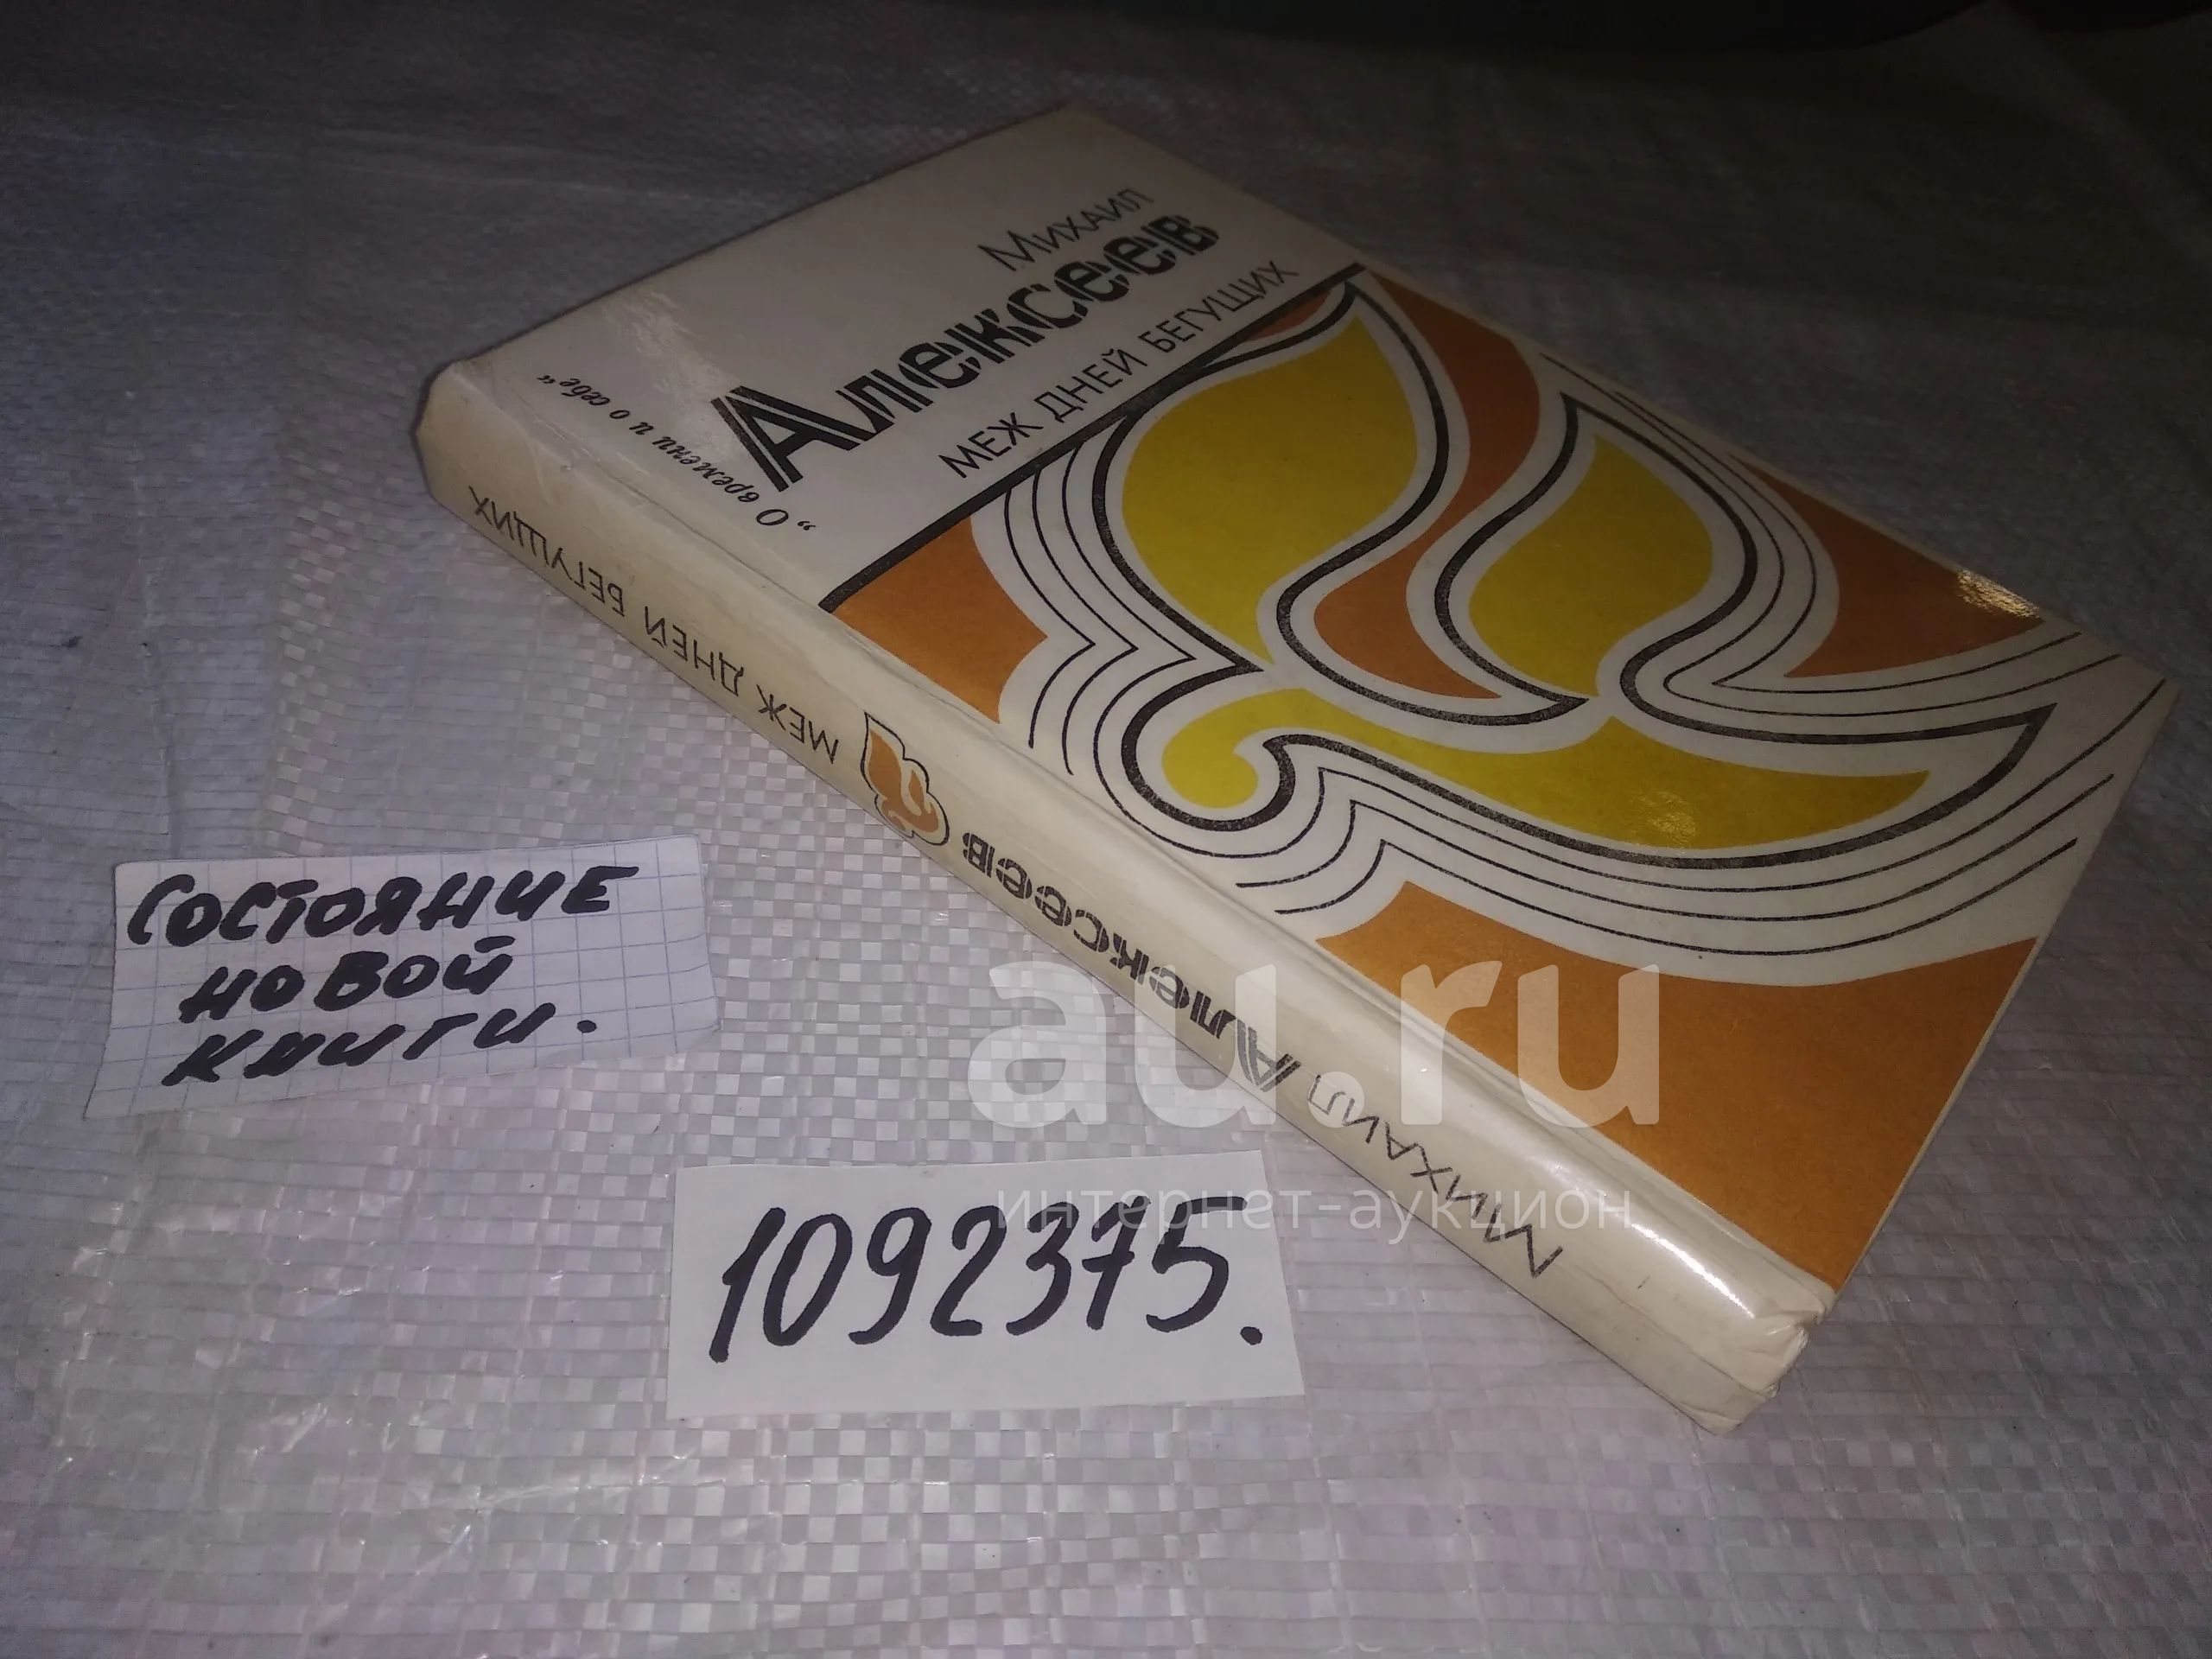 Михаил
Алексеев
МЕЖ ДНЕЙ БЕГУЩИХ
„О времени и о себе“
Михаил Алексеев МЕЖ ДНЕЙ БЕГУЩИХ
СОСТОЯНИЕ
НОВОЙ
КНИГИ.
1092375.
au.ru
интернет-аукцион